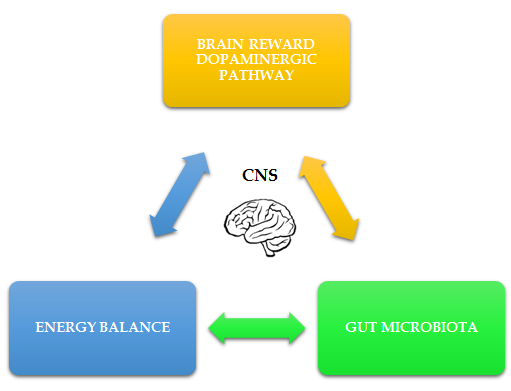 BRAIN REWARD
DOPAMINERGIC
PATHWAY
CNS
ENERGY BALANCE
GUT MICROBIOTA